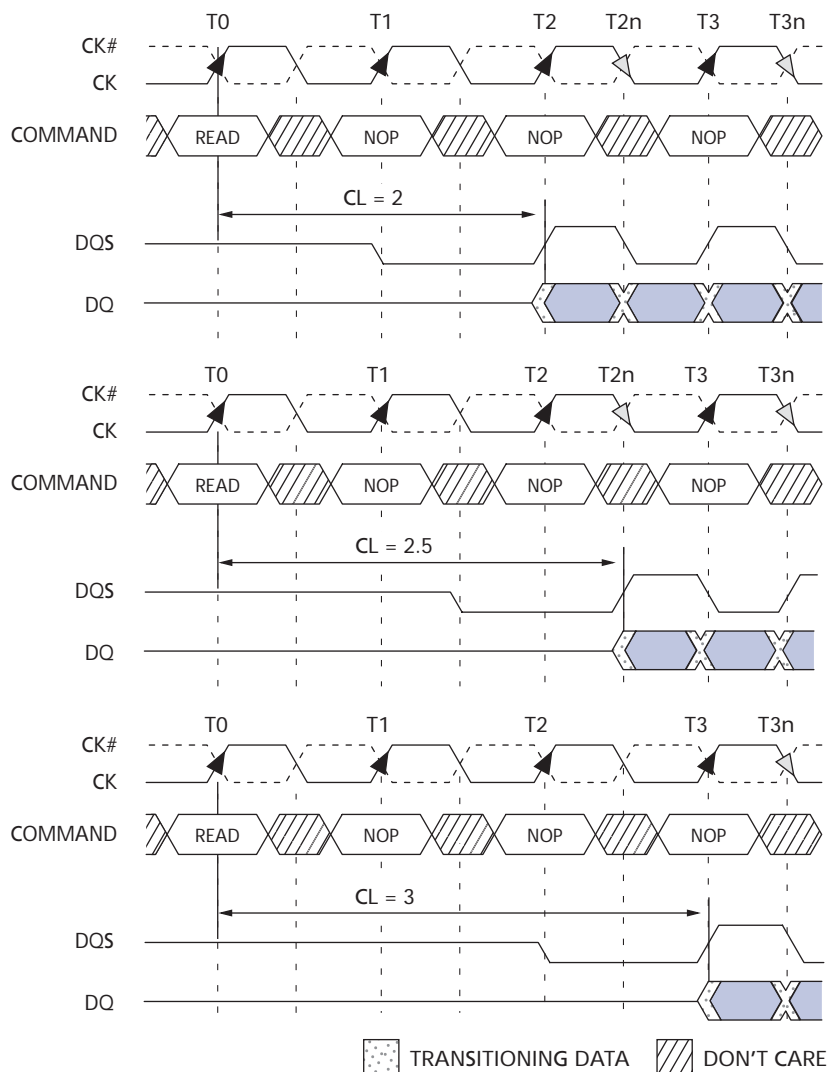 T0 T1 T2 T2n T3 T3n
CK#
CK
COMMAND READ NOP NOP NOP
CL = 2
DQS
DQ
T0 T1 T2 T2n T3 T3n
CK#
CK
COMMAND READ NOP NOP NOP
CL = 2.5
DQS
DQ
T0 T1 T2 T3 T3n
CK#
CK
COMMAND READ NOP NOP NOP
CL = 3
DQS
DQ
TRANSITIONING DATA DON'T CARE